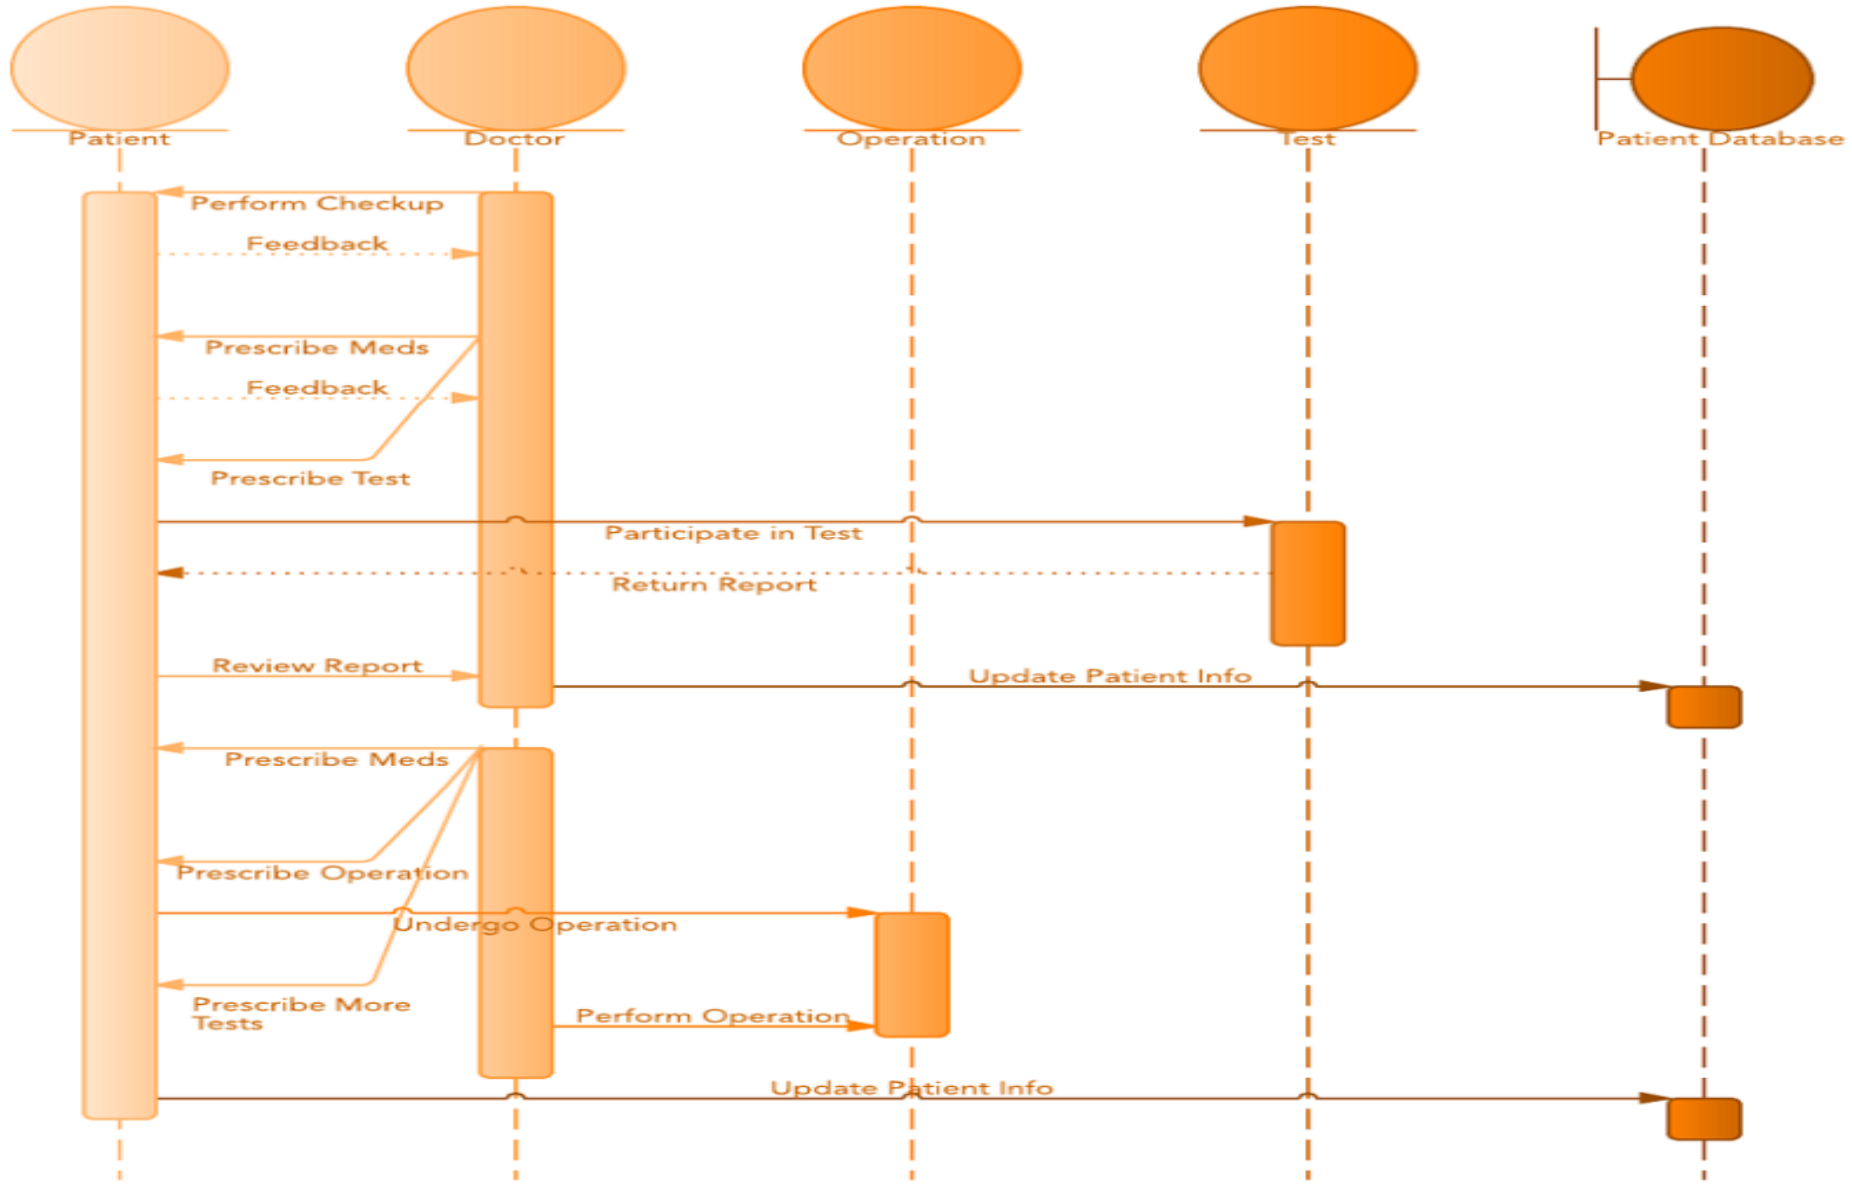 Patient
Doctor
Operation
Test
Patient Database
Perform Checkup
Feedback
Prescribe Meds
Feedback
Prescribe Test
Participate in Test
Return Report
Review Report
Update Patient Info
Prescribe Meds
Prescribe Operation
Undergo Operation
Prescribe More
Tests
Perform Operation
Update Patient Info